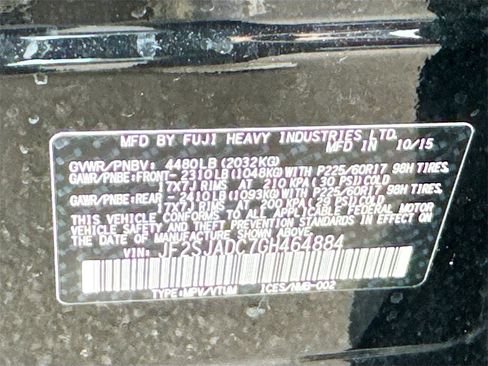 MFD BY FUJI HEAVY INDUSTRIES LTD.
MFD IN 10/15
GVWR/PNBV: 4480LB (2032KG)
GAWR/PNBE:FRONT-2310LB(1048KG)WITH P225/60R17 98H TIRES,
17X7J RIMS AT 210 KPA (30 PSI) COLD
GAWR/PNBE:REAR -2410LB(1093KG)WITH P225/60R17 98H TIRES,
17X7J RIMS AT 200 KPA (29 PSI) COLD
THIS VEHICLE CONFORMS TO ALL APPLICABLE FEDERAL MOTOR
VEHICLE SAFETY STANDARDS IN EFFECT
ON THE DATE OF MANUFACTURE SHOWN ABOVE.
VIN:
TYPE:MPV/VTUM ICES/NMB-002